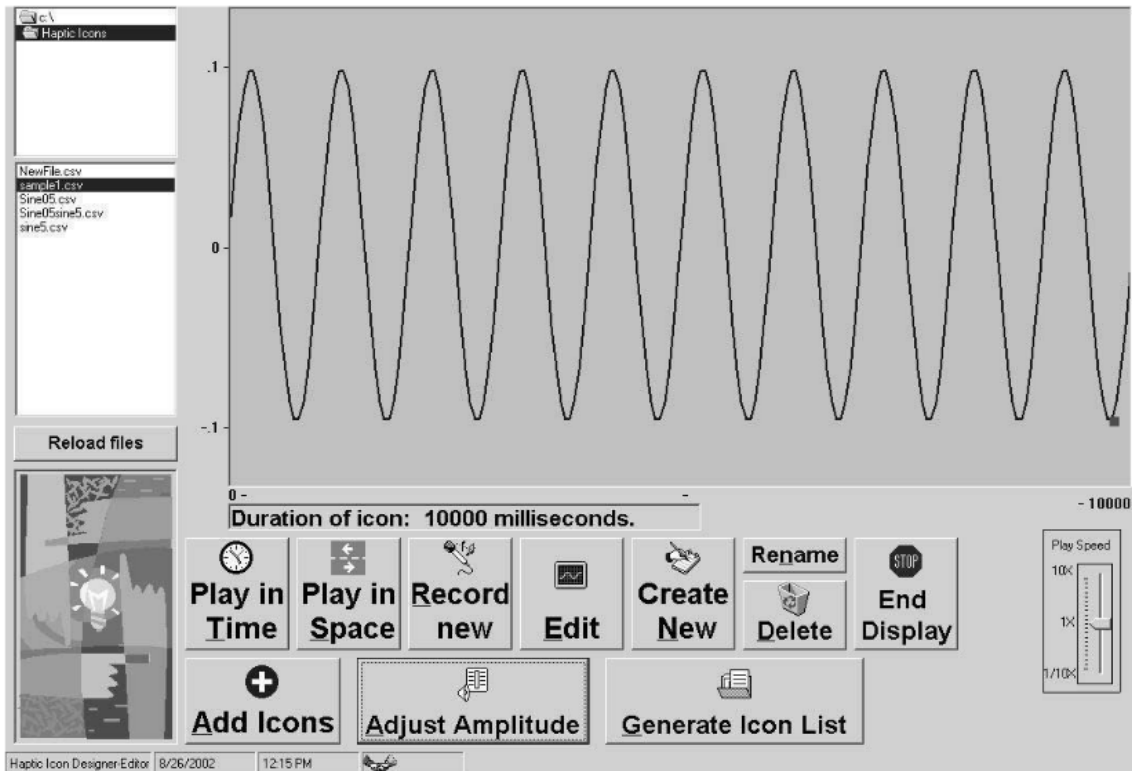 c:\
Haptic Icons
NewFile.csv
sample1.csv
Sine05.csv
Sine05sine5.csv
sine5.csv
Reload files
.1 -
0 -
-.1 -
0 -
-
- 10000
Duration of icon: 10000 milliseconds.
Play in
Time
Play in
Space
Record
new
Edit
Create
New
Rename
Delete
STOP
End
Display
Play Speed
10X
1X
1/10X
Add Icons
Adjust Amplitude
Generate Icon List
Haptic Icon Designer-Editor
8/26/2002
12:15 PM